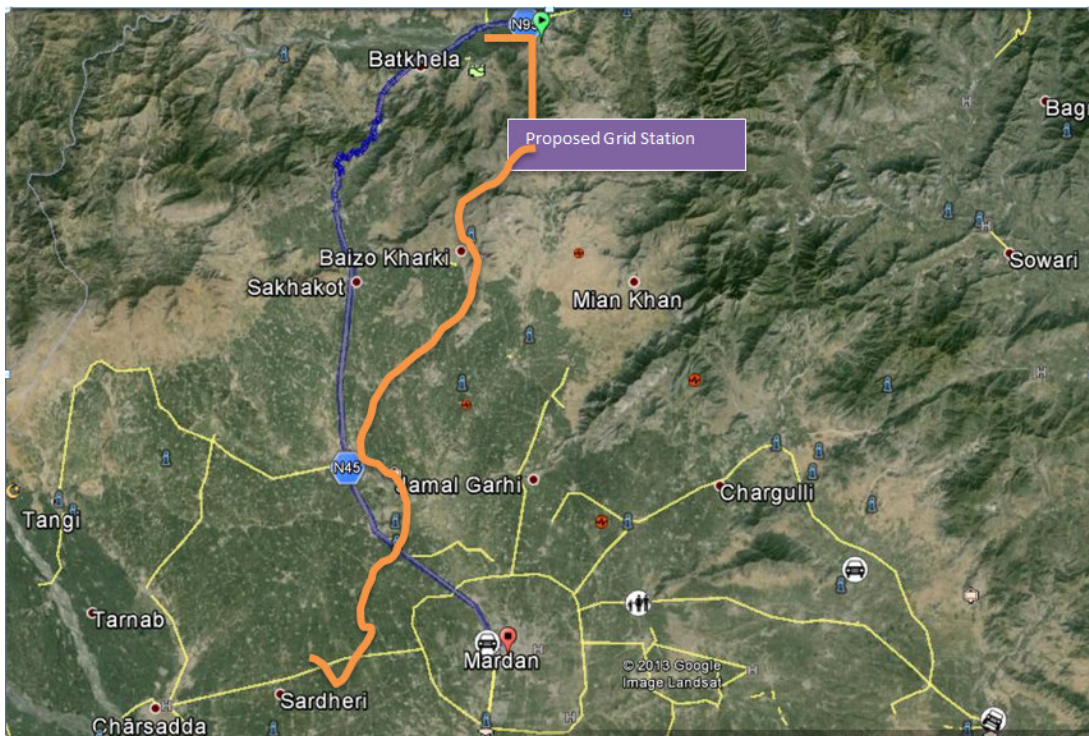 N9
Batkhela
Proposed Grid Station
Bag
Baizo Kharki
Sowari
Sakhakot
Mian Khan
H
H
H
N45
Jamal Garhi
Chargulli
Tangi
Tarnab
H
Mardan
© 2013 Google
Image Landsat
H
Sardheri
H
Chārsadda
H